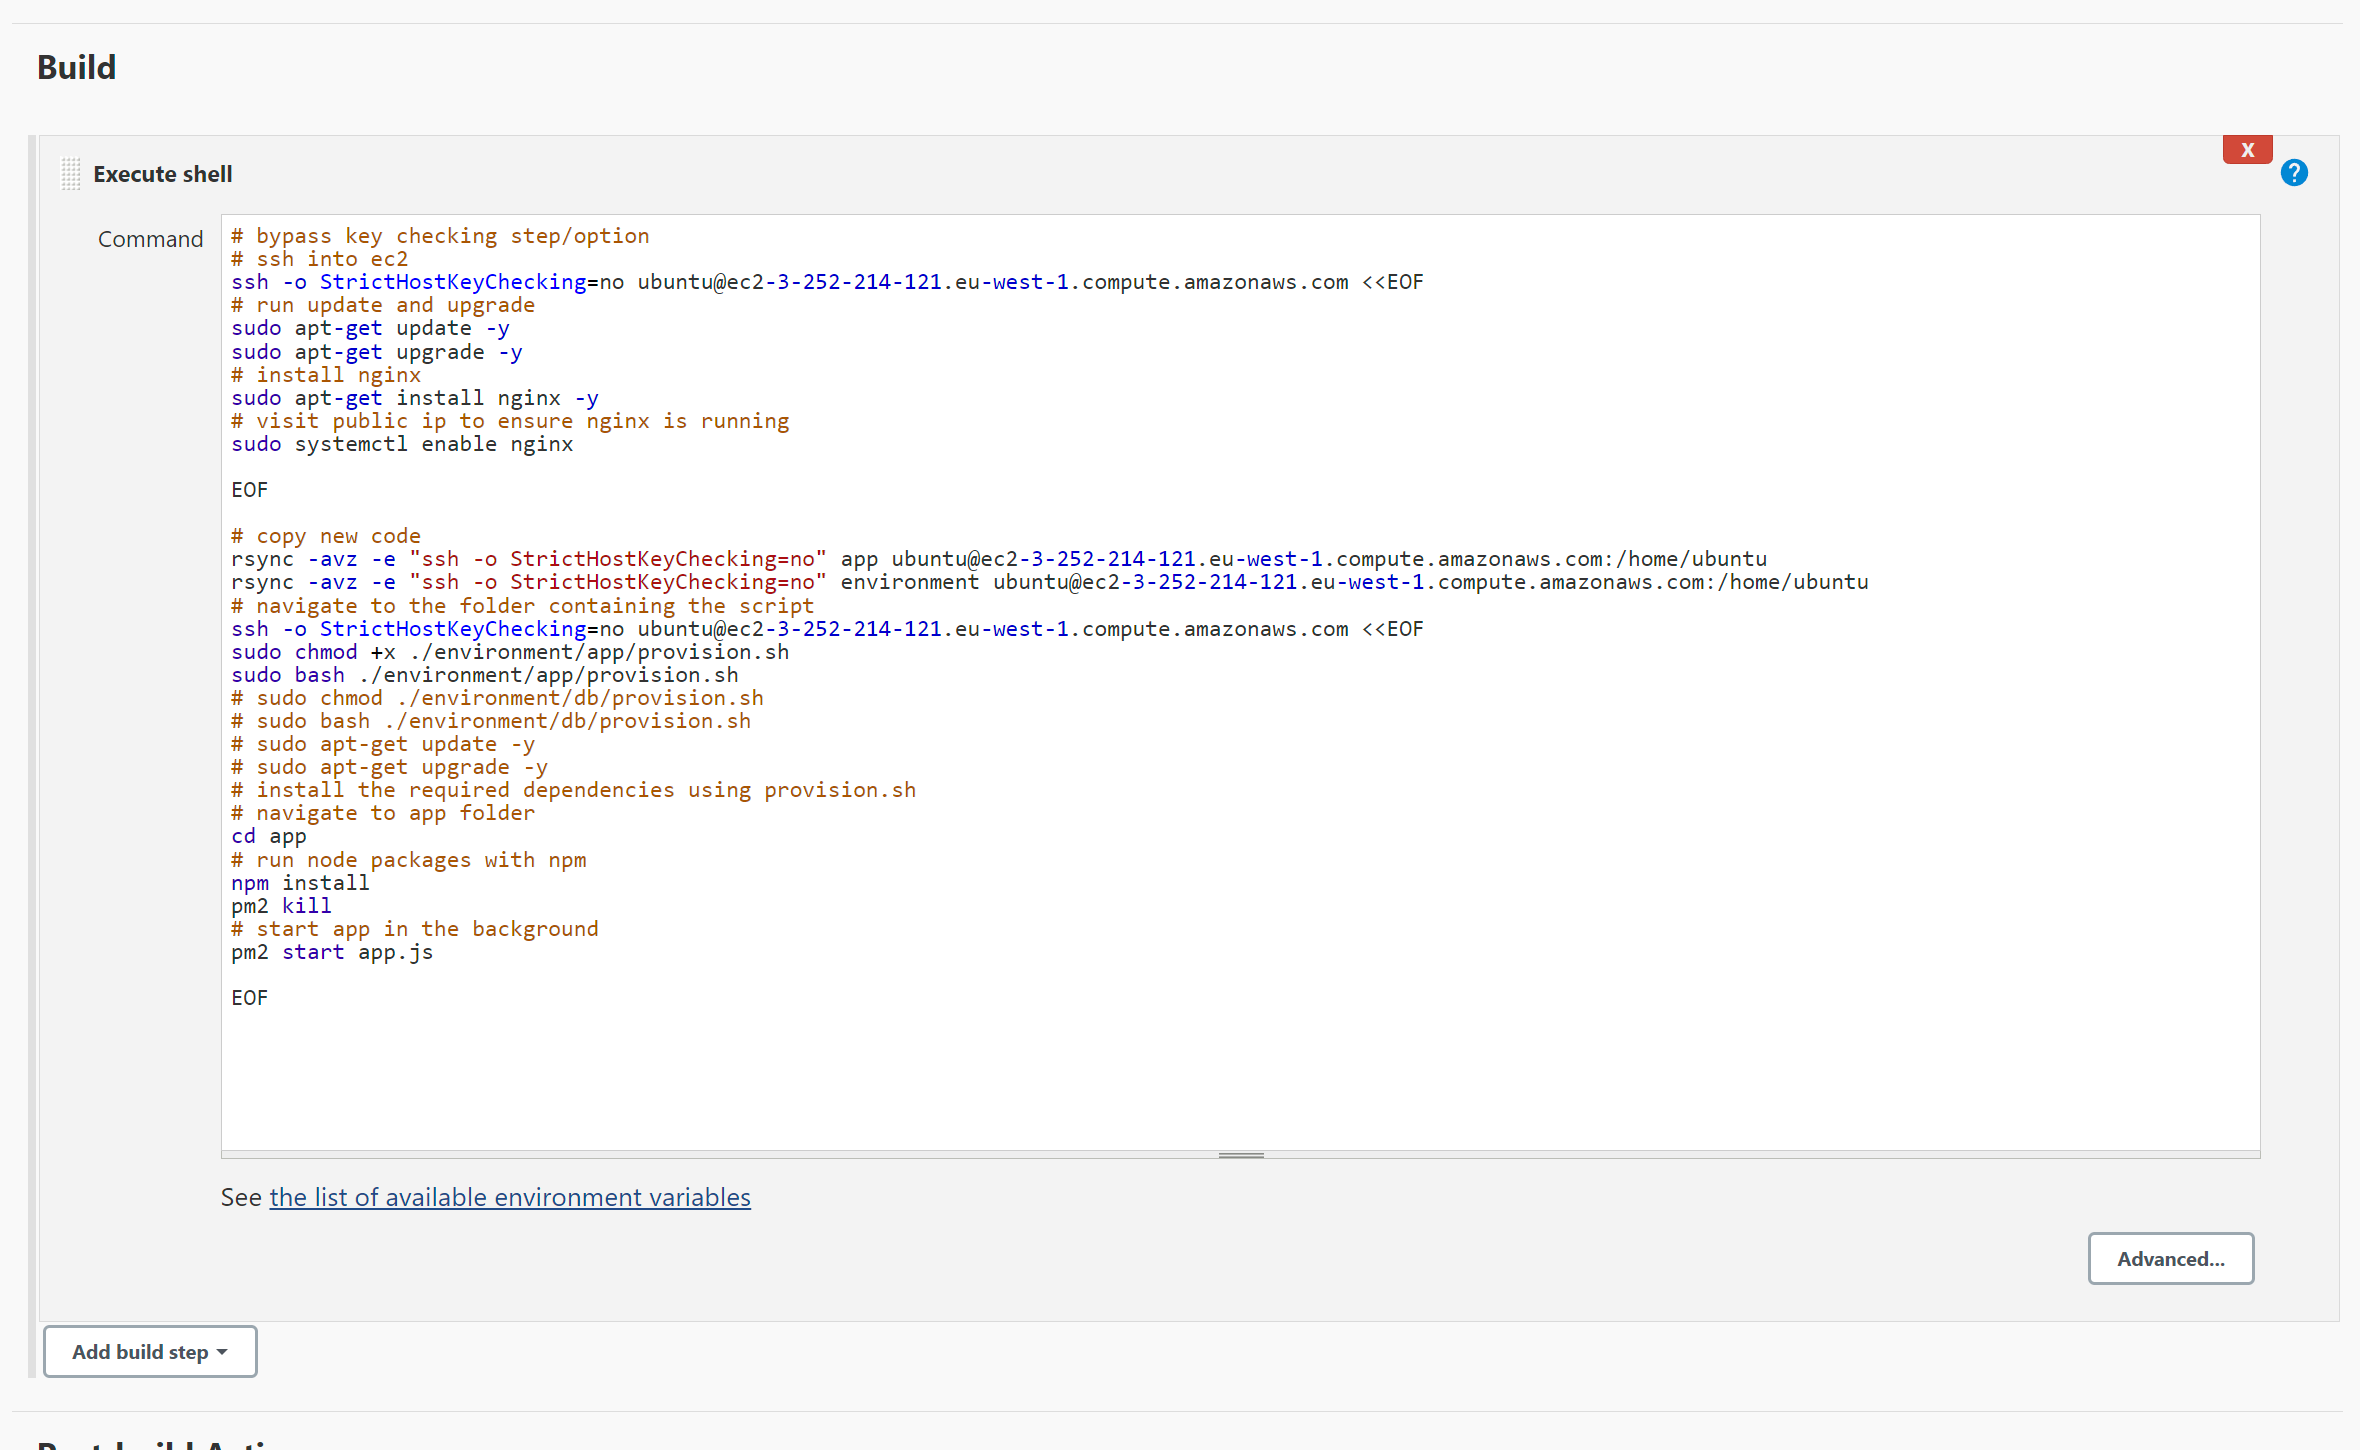 Build
Execute shell
X
?
Command
# bypass key checking step/option
# ssh into ec2
ssh -o StrictHostKeyChecking=no ubuntu@ec2-3-252-214-121.eu-west-1.compute.amazonaws.com <<EOF
# run update and upgrade
sudo apt-get update -y
sudo apt-get upgrade -y
# install nginx
sudo apt-get install nginx -y
# visit public ip to ensure nginx is running
sudo systemctl enable nginx
EOF
# copy new code
rsync -avz -e "ssh -o StrictHostKeyChecking=no" app ubuntu@ec2-3-252-214-121.eu-west-1.compute.amazonaws.com:/home/ubuntu
rsync -avz -e "ssh -o StrictHostKeyChecking=no" environment ubuntu@ec2-3-252-214-121.eu-west-1.compute.amazonaws.com:/home/ubuntu
# navigate to the folder containing the script
ssh -o StrictHostKeyChecking=no ubuntu@ec2-3-252-214-121.eu-west-1.compute.amazonaws.com <<EOF
sudo chmod +x ./environment/app/provision.sh
sudo bash ./environment/app/provision.sh
# sudo chmod ./environment/db/provision.sh
# sudo bash ./environment/db/provision.sh
# sudo apt-get update -y
# sudo apt-get upgrade -y
# install the required dependencies using provision.sh
# navigate to app folder
cd app
# run node packages with npm
npm install
pm2 kill
# start app in the background
pm2 start app.js
EOF
See the list of available environment variables
Advanced...
Add build step